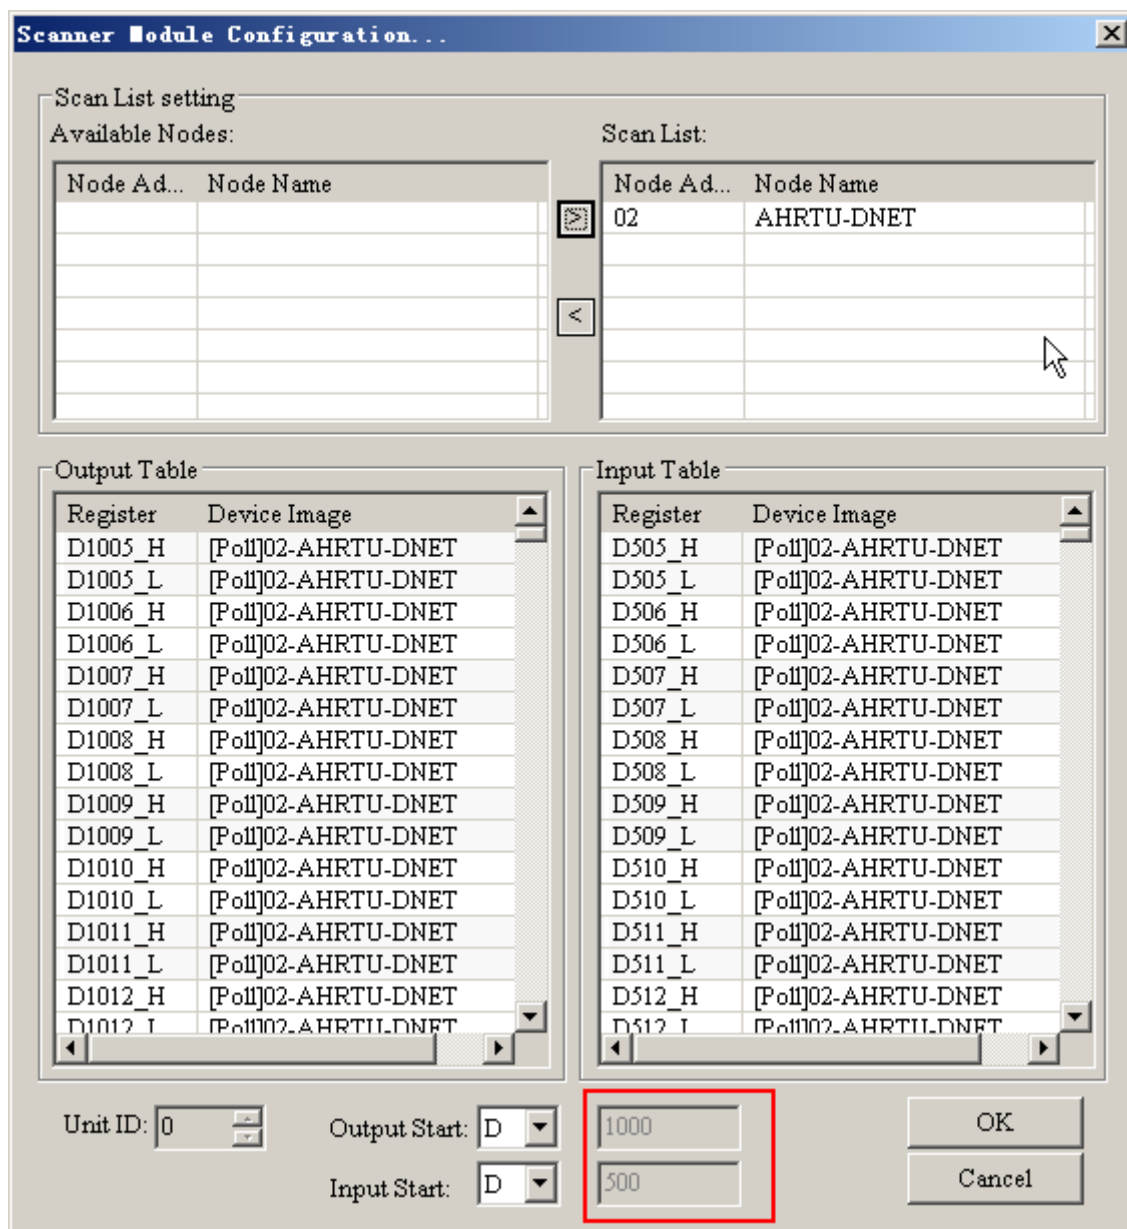 Scanner Module Configuration...
Scan List setting
Available Nodes:
Scan List:
Node Ad... Node Name
Node Ad... Node Name
>
02 AHRTU-DNET
<
Output Table
Input Table
Register Device Image
Register Device Image
D1005_H [Poll]02-AHRTU-DNET
D505_H [Poll]02-AHRTU-DNET
D1005_L [Poll]02-AHRTU-DNET
D505_L [Poll]02-AHRTU-DNET
D1006_H [Poll]02-AHRTU-DNET
D506_H [Poll]02-AHRTU-DNET
D1006_L [Poll]02-AHRTU-DNET
D506_L [Poll]02-AHRTU-DNET
D1007_H [Poll]02-AHRTU-DNET
D507_H [Poll]02-AHRTU-DNET
D1007_L [Poll]02-AHRTU-DNET
D507_L [Poll]02-AHRTU-DNET
D1008_H [Poll]02-AHRTU-DNET
D508_H [Poll]02-AHRTU-DNET
D1008_L [Poll]02-AHRTU-DNET
D508_L [Poll]02-AHRTU-DNET
D1009_H [Poll]02-AHRTU-DNET
D509_H [Poll]02-AHRTU-DNET
D1009_L [Poll]02-AHRTU-DNET
D509_L [Poll]02-AHRTU-DNET
D1010_H [Poll]02-AHRTU-DNET
D510_H [Poll]02-AHRTU-DNET
D1010_L [Poll]02-AHRTU-DNET
D510_L [Poll]02-AHRTU-DNET
D1011_H [Poll]02-AHRTU-DNET
D511_H [Poll]02-AHRTU-DNET
D1011_L [Poll]02-AHRTU-DNET
D511_L [Poll]02-AHRTU-DNET
D1012_H [Poll]02-AHRTU-DNET
D512_H [Poll]02-AHRTU-DNET
D1012_L [Poll]02-AHRTU-DNET
D512_L [Poll]02-AHRTU-DNET
Unit ID: 0
Output Start: D 1000
OK
Input Start: D 500
Cancel